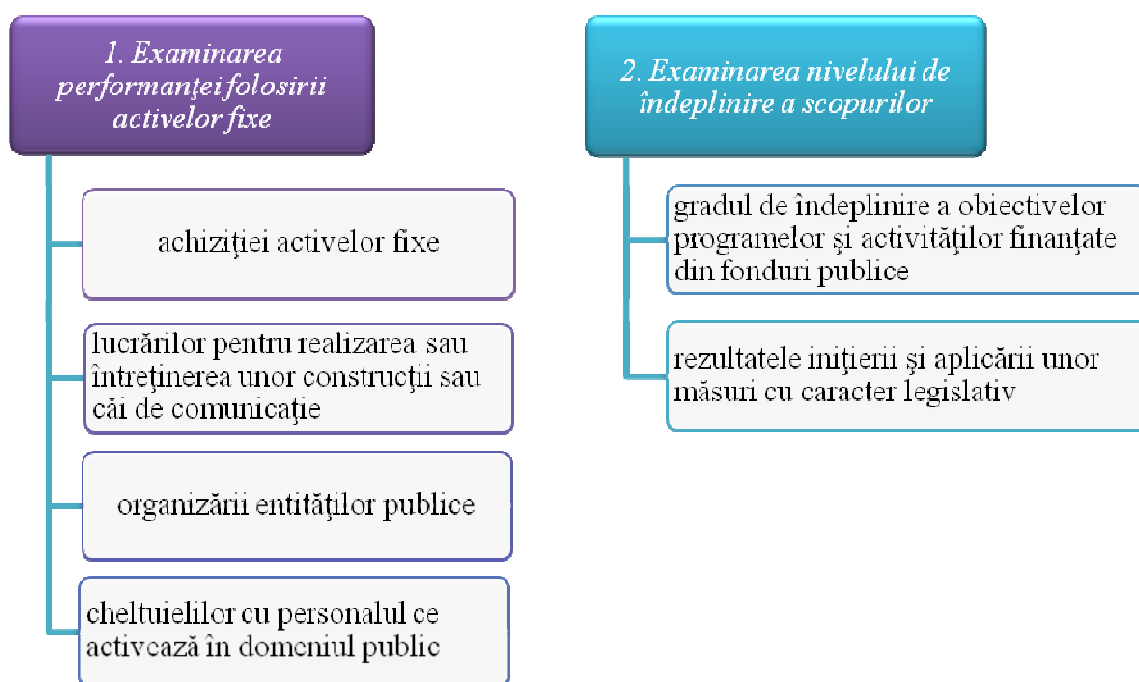 1. Examinarea
performanţei folosirii
activelor fixe
achiziţiei activelor fixe
lucrărilor pentru realizarea sau
întreţinerea unor construcţii sau
căi de comunicaţie
organizării entităţilor publice
cheltuielilor cu personalul ce
activează în domeniul public
2. Examinarea nivelului de
îndeplinire a scopurilor
gradul de îndeplinire a obiectivelor
programelor şi activităţilor finanţate
din fonduri publice
rezultatele iniţierii şi aplicării unor
măsuri cu caracter legislativ